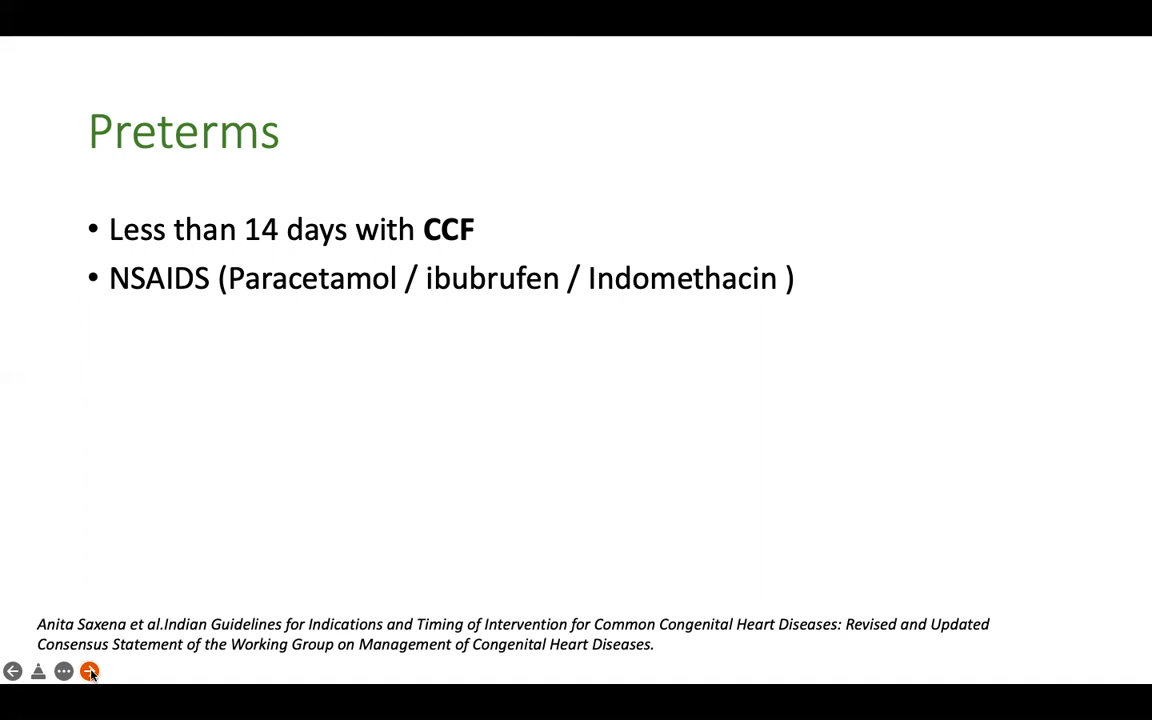 Preterms
• Less than 14 days with CCF
• NSAIDS (Paracetamol / ibubrufen / Indomethacin )
Anita Saxena et al.Indian Guidelines for Indications and Timing of Intervention for Common Congenital Heart Diseases: Revised and Updated
Consensus Statement of the Working Group on Management of Congenital Heart Diseases.